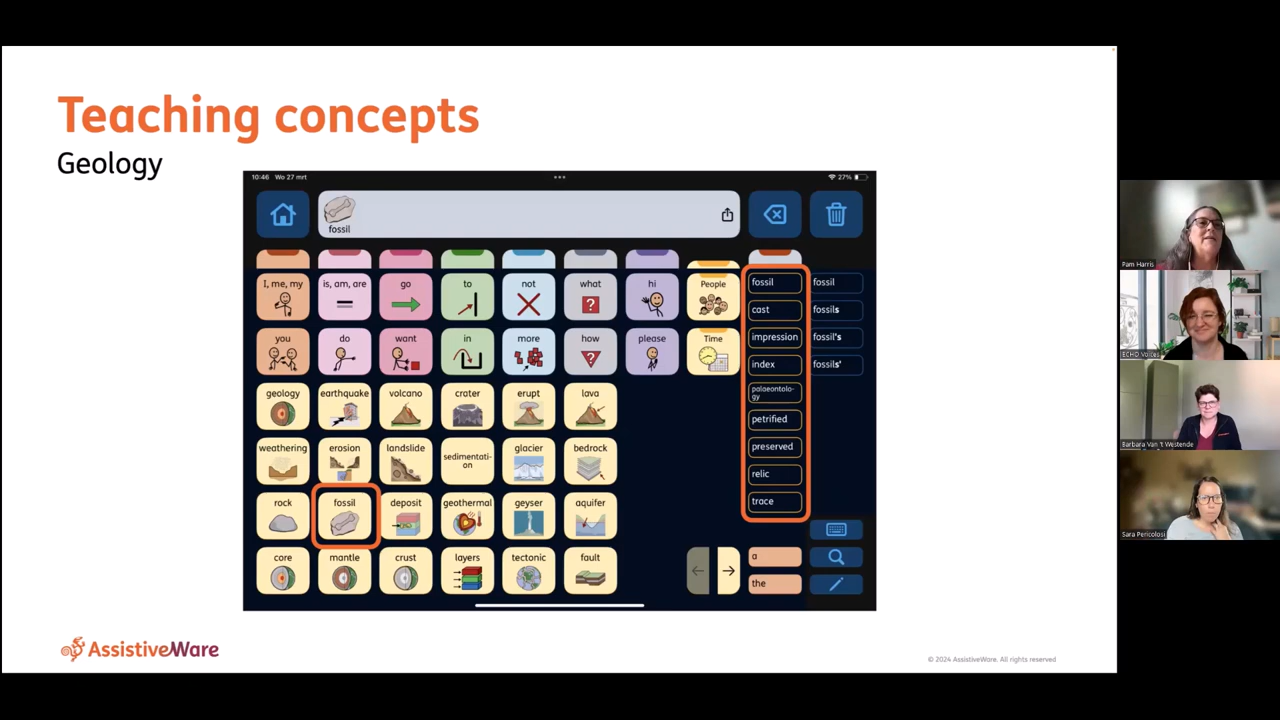 Teaching concepts
Geology
10:46 Wo 27 mrt
27%
fossil
I, me, my
is, am, are
go
to
not
what
hi
People
you
do
want
in
more
how
please
Time
geology
earthquake
volcano
crater
erupt
lava
weathering
erosion
landslide
sedimentati-
on
glacier
bedrock
rock
fossil
deposit
geothermal
geyser
aquifer
core
mantle
crust
layers
tectonic
fault
fossil
cast
impression
index
palaeontolo-
gy
petrified
preserved
relic
trace
a
the
fossil
fossils
fossil's
fossils'
AssistiveWare
© 2024 AssistiveWare. All rights reserved
Pam Harris
ECHO Voices
Barbara Van 't Westende
Sara Pericolosi